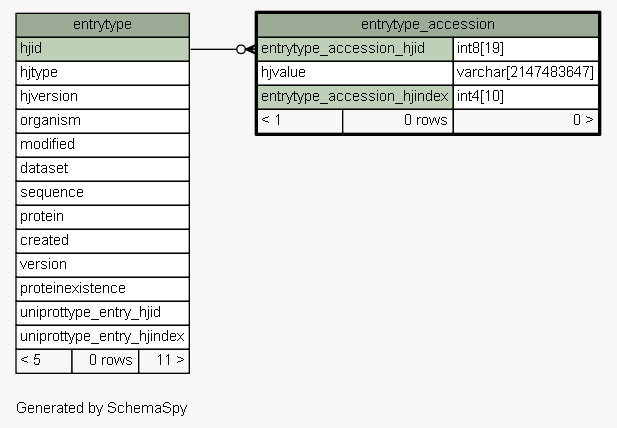 entrytype
hjid
hjtype
hjversion
organism
modified
dataset
sequence
protein
created
version
proteinexistence
uniprottype_entry_hjid
uniprottype_entry_hjindex
< 5 0 rows 11 >
entrytype_accession
entrytype_accession_hjid int8[19]
hjvalue varchar[2147483647]
entrytype_accession_hjindex int4[10]
< 1 0 rows 0 >
Generated by SchemaSpy